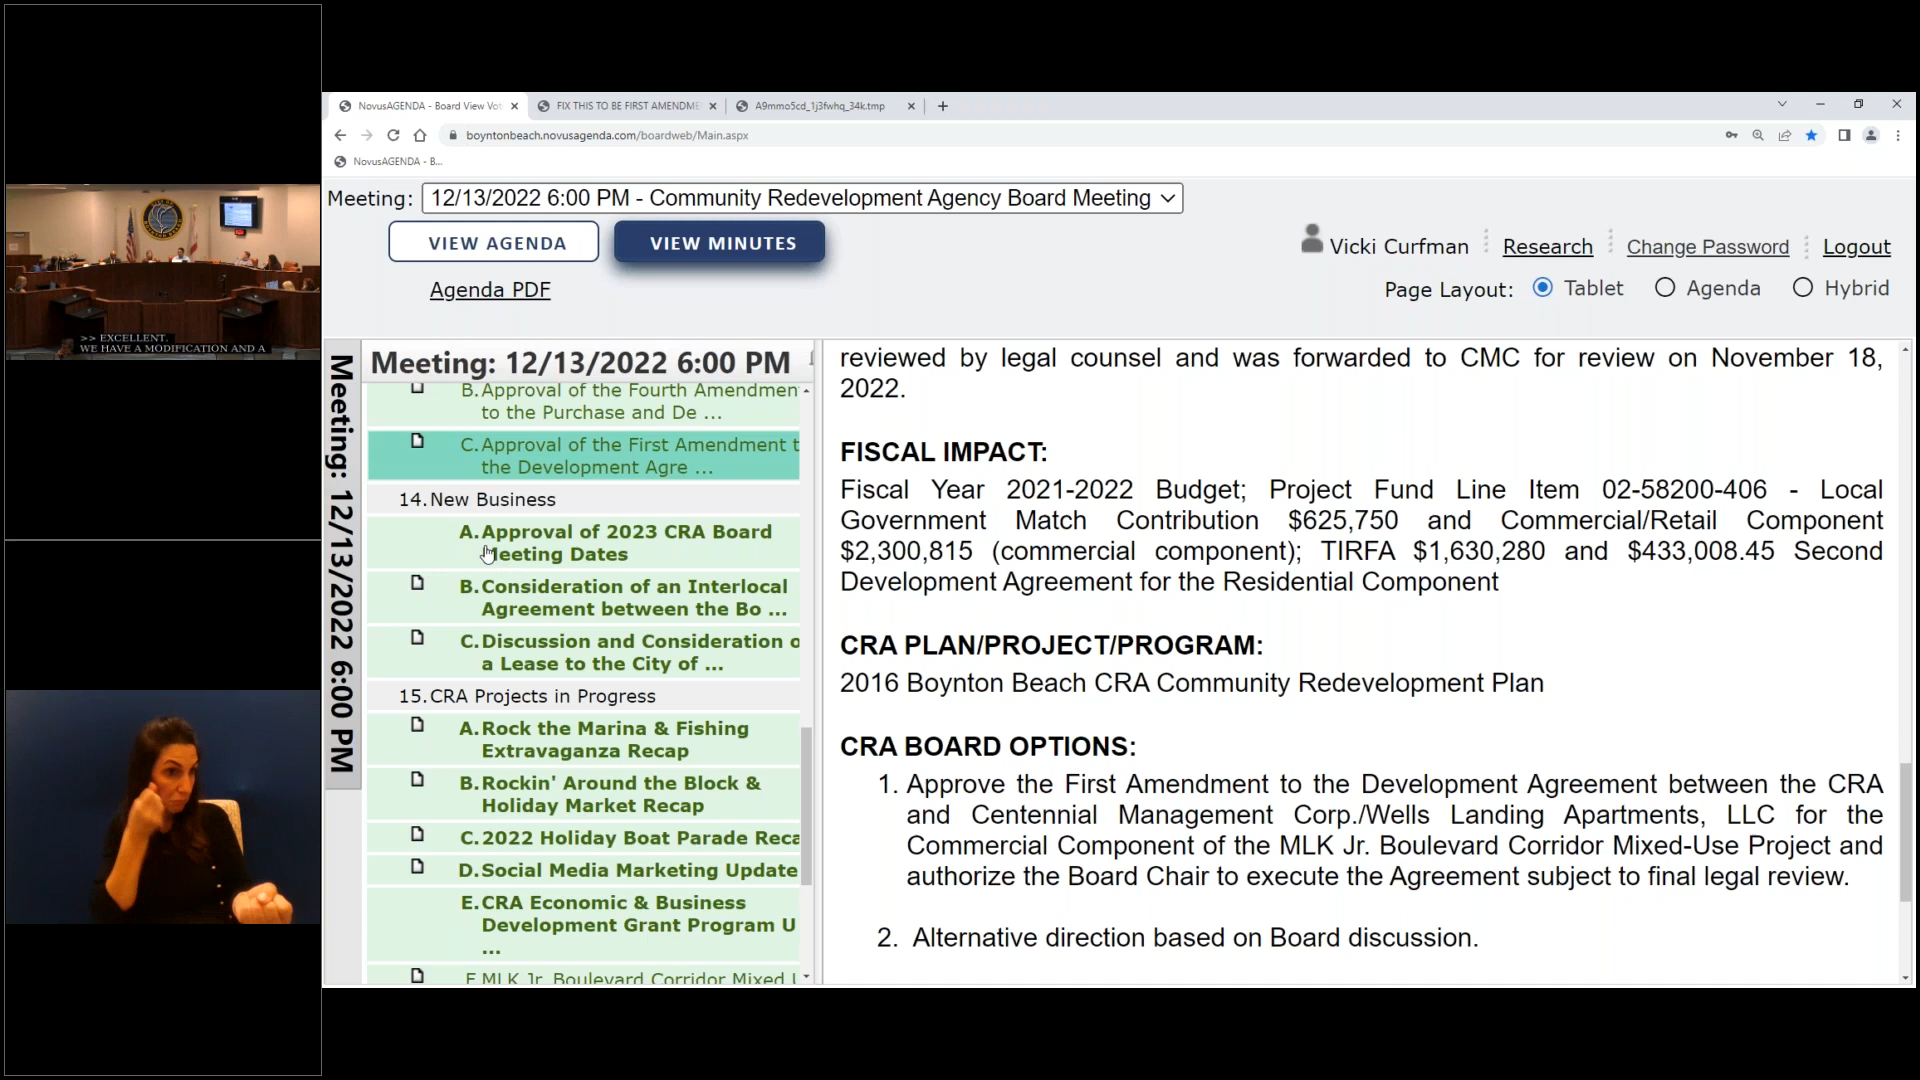 NovusAGENDA - Board View Vot
FIX THIS TO BE FIRST AMENDME
A9mmo5cd_1j3fwhq_34k.tmp
boyntonbeach.novusagenda.com/boardweb/Main.aspx
NovusAGENDA - B...
Meeting: 12/13/2022 6:00 PM - Community Redevelopment Agency Board Meeting
VIEW AGENDA
VIEW MINUTES
Agenda PDF
Vicki Curfman
Research
Change Password
Logout
Page Layout:
Tablet
Agenda
Hybrid
Meeting: 12/13/2022 6:00 PM
Meeting: 12/13/2022 6:00 PM
B. Approval of the Fourth Amendment
to the Purchase and De ...
C. Approval of the First Amendment t
the Development Agre ...
14. New Business
A. Approval of 2023 CRA Board
Meeting Dates
B. Consideration of an Interlocal
Agreement between the Bo ...
C. Discussion and Consideration o
a Lease to the City of ...
15. CRA Projects in Progress
A. Rock the Marina & Fishing
Extravaganza Recap
B. Rockin' Around the Block &
Holiday Market Recap
C. 2022 Holiday Boat Parade Reca
D. Social Media Marketing Update
E. CRA Economic & Business
Development Grant Program U
...
F. MLK Jr. Boulevard Corridor Mixed U
reviewed by legal counsel and was forwarded to CMC for review on November 18,
2022.
FISCAL IMPACT:
Fiscal Year 2021-2022 Budget; Project Fund Line Item 02-58200-406 - Local
Government Match Contribution $625,750 and Commercial/Retail Component
$2,300,815 (commercial component); TIRFA $1,630,280 and $433,008.45 Second
Development Agreement for the Residential Component
CRA PLAN/PROJECT/PROGRAM:
2016 Boynton Beach CRA Community Redevelopment Plan
CRA BOARD OPTIONS:
1. Approve the First Amendment to the Development Agreement between the CRA
and Centennial Management Corp./Wells Landing Apartments, LLC for the
Commercial Component of the MLK Jr. Boulevard Corridor Mixed-Use Project and
authorize the Board Chair to execute the Agreement subject to final legal review.
2. Alternative direction based on Board discussion.
>> EXCELLENT.
WE HAVE A MODIFICATION AND A